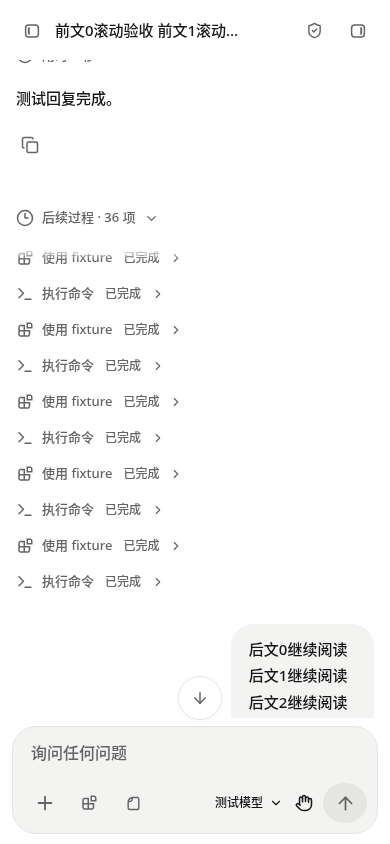 前文0滚动验收 前文1滚动...
测试回复完成。
后续过程 · 36 项
使用 fixture 已完成
执行命令 已完成
使用 fixture 已完成
执行命令 已完成
使用 fixture 已完成
执行命令 已完成
使用 fixture 已完成
执行命令 已完成
使用 fixture 已完成
执行命令 已完成
后文0继续阅读
后文1继续阅读
后文2继续阅读
询问任何问题
测试模型